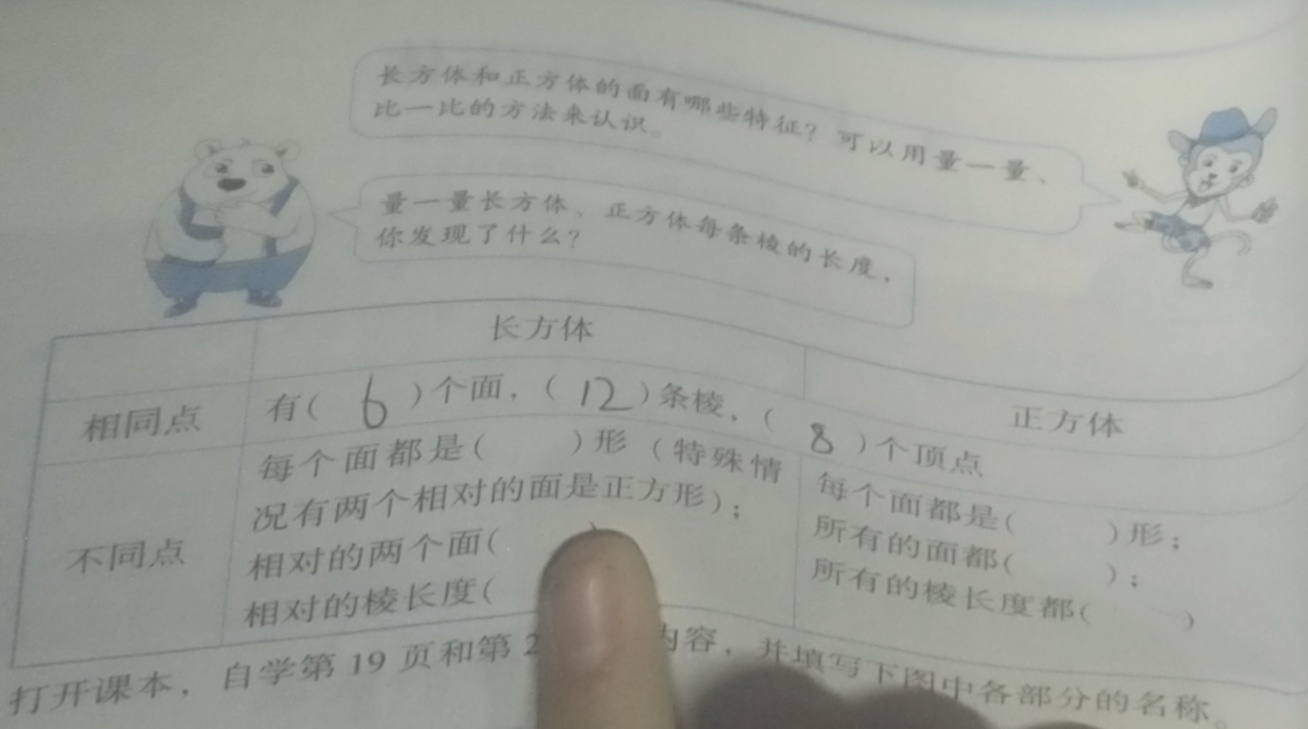 长方体和正方体的面有哪些特征？可以用量一量、
比一比的方法来认识。
量一量长方体、正方体每条棱的长度，
你发现了什么？
长方体
正方体
相同点
有( 6 )个面，( 12 )条棱，( 8 )个顶点
不同点
每个面都是(    )形（特殊情
况有两个相对的面是正方形）；
相对的两个面(    )
相对的棱长度(
每个面都是(    )形；
所有的面都(    )；
所有的棱长度都(    )
打开课本，自学第 19 页和第 2 内容，并填写下图中各部分的名称。